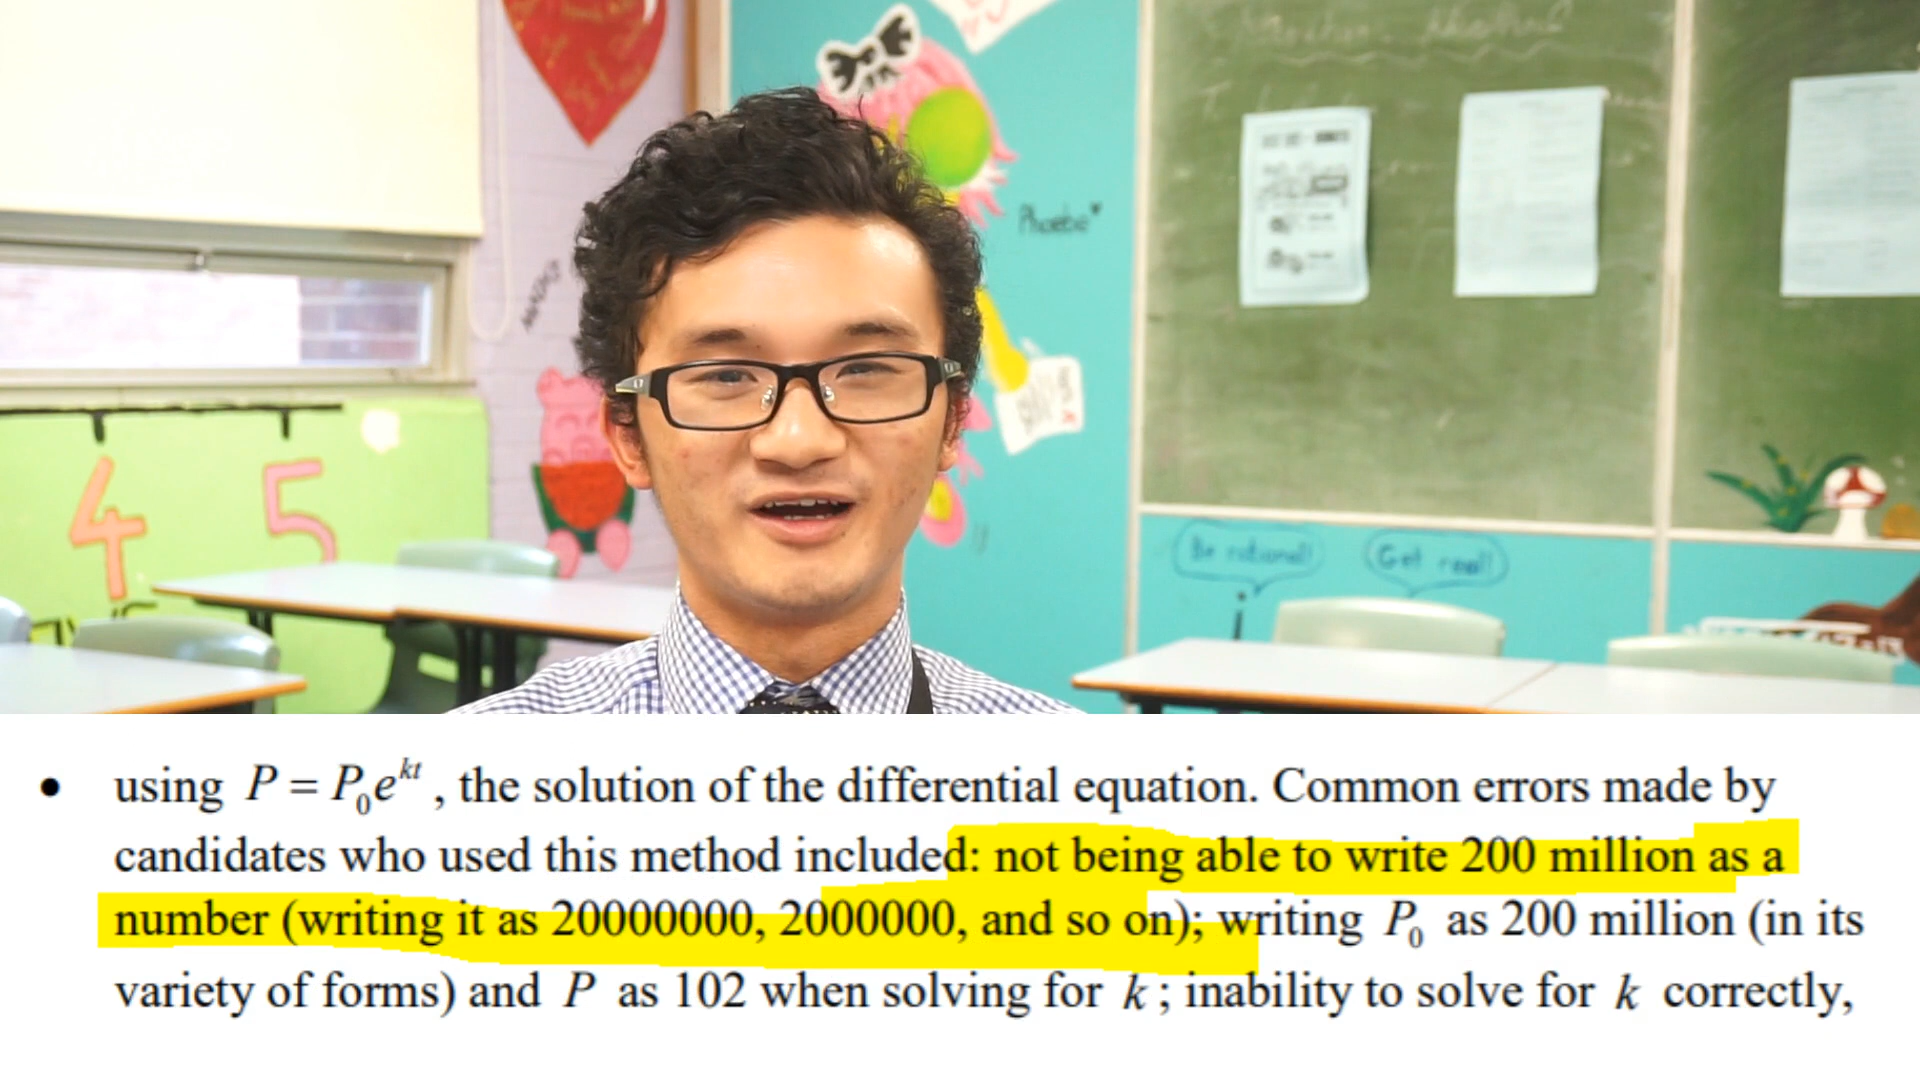 Phoebe
4 5
Be rational!
Get real!
• using P = P₀e^{kt}, the solution of the differential equation. Common errors made by
candidates who used this method included: not being able to write 200 million as a
number (writing it as 20000000, 2000000, and so on); writing P₀ as 200 million (in its
variety of forms) and P as 102 when solving for k; inability to solve for k correctly,